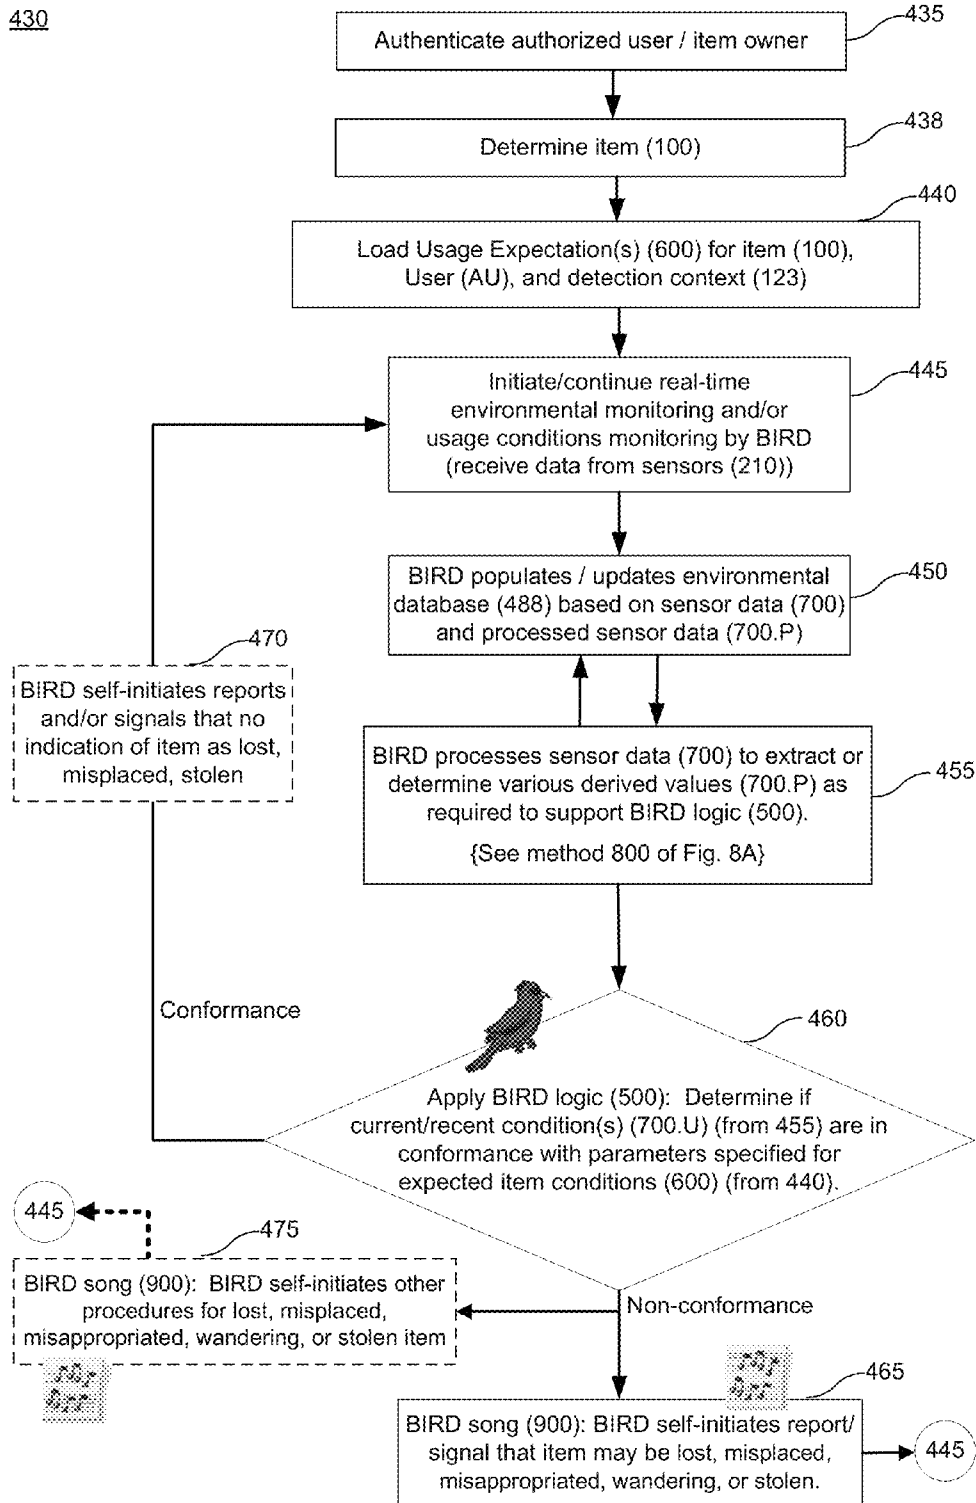 430
435
Authenticate authorized user / item owner
438
Determine item (100)
440
Load Usage Expectation(s) (600) for item (100),
User (AU), and detection context (123)
445
Initiate/continue real-time
environmental monitoring and/or
usage conditions monitoring by BIRD
(receive data from sensors (210))
450
BIRD populates / updates environmental
database (488) based on sensor data (700)
and processed sensor data (700.P)
470
BIRD self-initiates reports
and/or signals that no
indication of item as lost,
misplaced, stolen
455
BIRD processes sensor data (700) to extract or
determine various derived values (700.P) as
required to support BIRD logic (500).
{See method 800 of Fig. 8A}
Conformance
460
Apply BIRD logic (500): Determine if
current/recent condition(s) (700.U) (from 455) are in
conformance with parameters specified for
expected item conditions (600) (from 440).
445
475
BIRD song (900): BIRD self-initiates other
procedures for lost, misplaced,
misappropriated, wandering, or stolen item
Non-conformance
465
BIRD song (900): BIRD self-initiates report/
signal that item may be lost, misplaced,
misappropriated, wandering, or stolen.
445